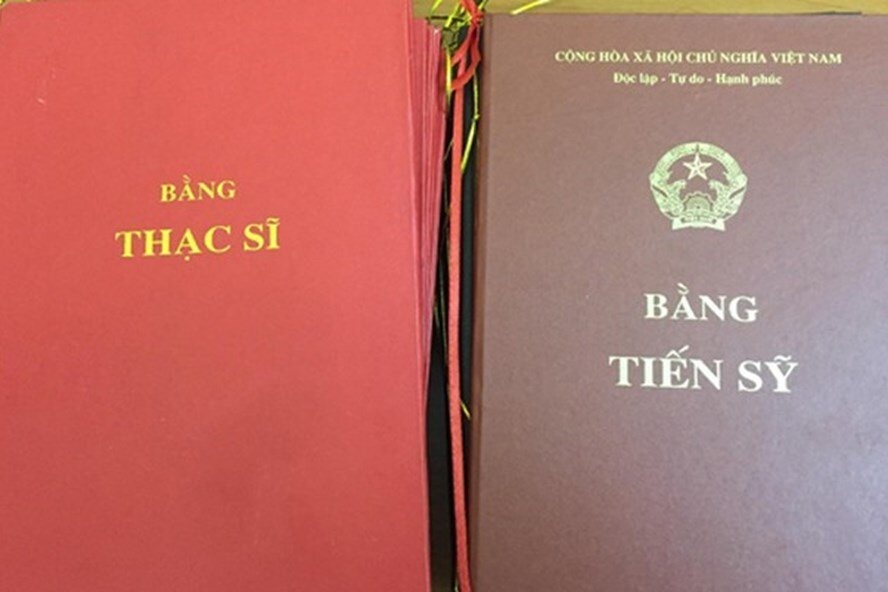 BẰNG
THẠC SĨ
CỘNG HÒA XÃ HỘI CHỦ NGHĨA VIỆT NAM
Độc lập - Tự do - Hạnh phúc
BẰNG
TIẾN SỸ